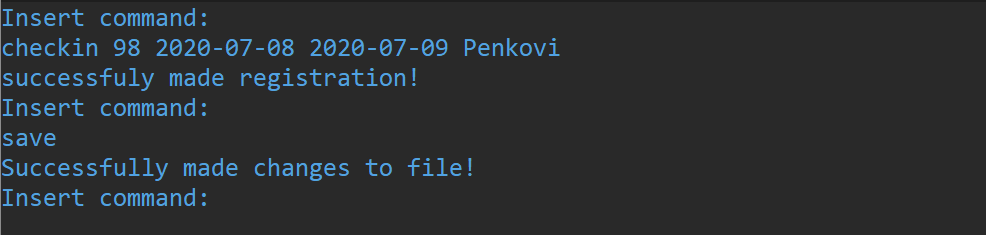 Insert command:
checkin 98 2020-07-08 2020-07-09 Penkovi
successfuly made registration!
Insert command:
save
Successfully made changes to file!
Insert command: